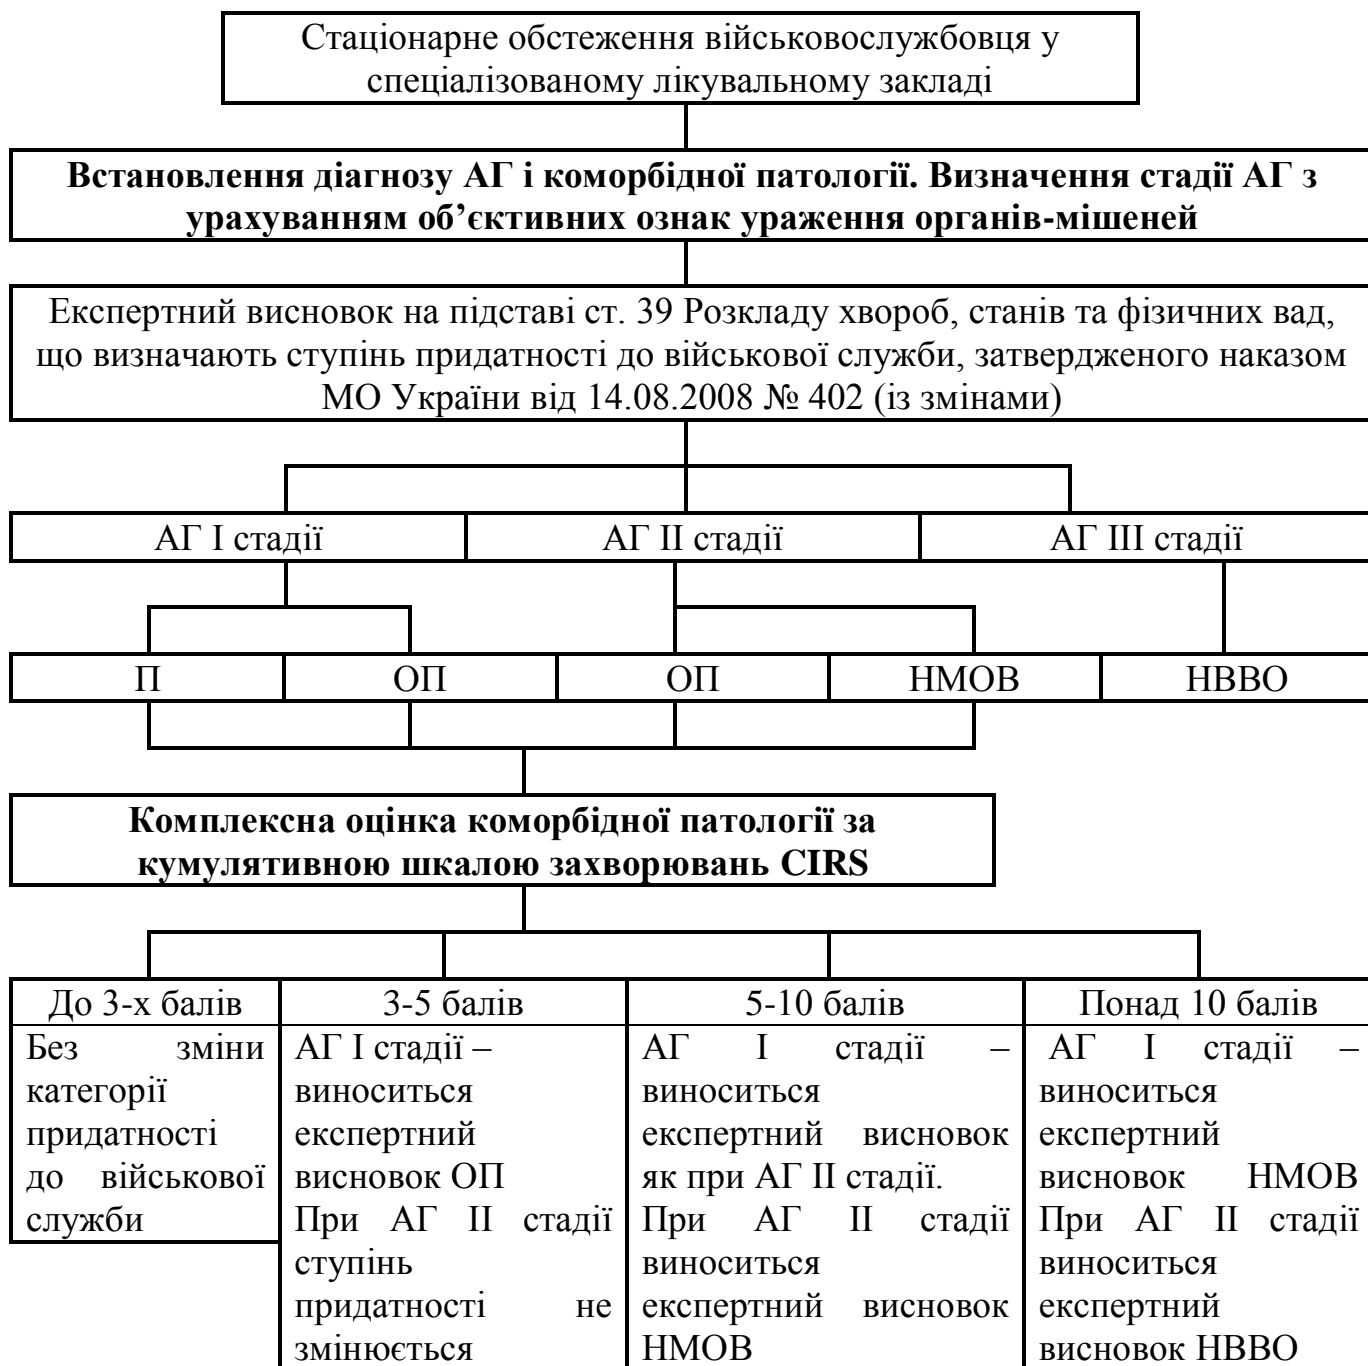 Стаціонарне обстеження військовослужбовця у
спеціалізованому лікувальному закладі
Встановлення діагнозу АГ і коморбідної патології. Визначення стадії АГ з
урахуванням об’єктивних ознак ураження органів-мішеней
Експертний висновок на підставі ст. 39 Розкладу хвороб, станів та фізичних вад,
що визначають ступінь придатності до військової служби, затвердженого наказом
МО України від 14.08.2008 № 402 (із змінами)
АГ І стадії
АГ ІІ стадії
АГ ІІІ стадії
П
ОП
ОП
НМОВ
НВВО
Комплексна оцінка коморбідної патології за
кумулятивною шкалою захворювань CIRS
До 3-х балів
Без зміни
категорії
придатності
до військової
служби
3-5 балів
АГ І стадії –
виноситься
експертний
висновок ОП
При АГ ІІ стадії
ступінь
придатності не
змінюється
5-10 балів
АГ І стадії –
виноситься
експертний висновок
як при АГ ІІ стадії.
При АГ ІІ стадії
виноситься
експертний висновок
НМОВ
Понад 10 балів
АГ І стадії –
виноситься
експертний
висновок НМОВ
При АГ ІІ стадії
виноситься
експертний
висновок НВВО